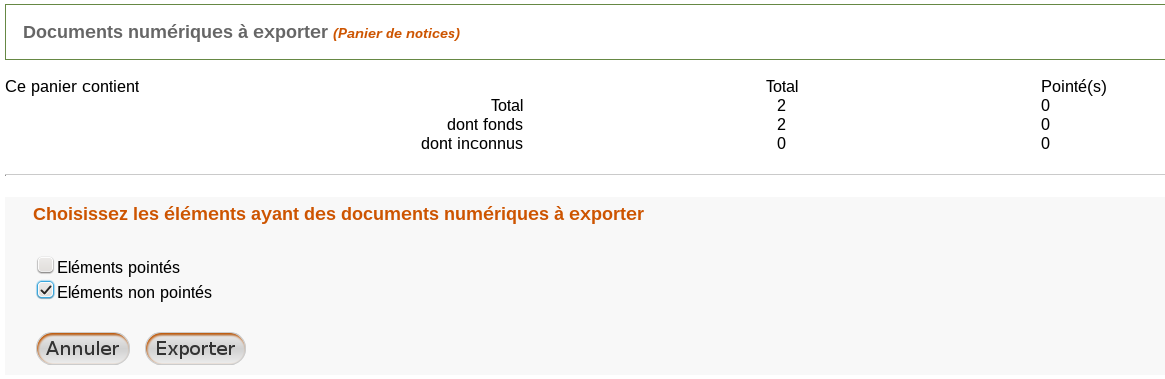 Documents numériques à exporter (Panier de notices)
Ce panier contient Total Pointé(s)
Total 2 0
dont fonds 2 0
dont inconnus 0 0
Choisissez les éléments ayant des documents numériques à exporter
Eléments pointés
Eléments non pointés
Annuler Exporter